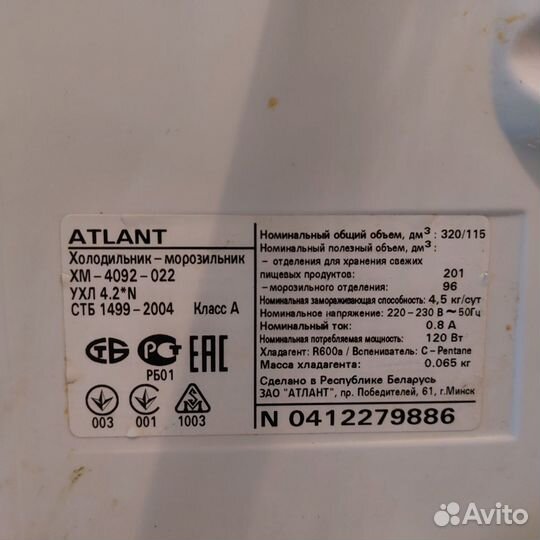 ATLANT
Холодильник-морозильник
ХМ-4092-022
УХЛ 4.2*N
СТБ 1499-2004 Класс А
СТБ РСТ ЕАС
РБ01
003 001 1003
Номинальный общий объем, дм³ : 320/115
Номинальный полезный объем, дм³ :
- отделения для хранения свежих
пищевых продуктов: 201
-морозильного отделения: 96
Номинальная замораживающая способность: 4,5 кг/сут
Номинальное напряжение: 220-230 В ~ 50Гц
Номинальный ток: 0.8 А
Номинальная потребляемая мощность: 120 Вт
Хладагент: R600a / Вспениватель: C-Pentane
Масса хладагента: 0.065 кг
Сделано в Республике Беларусь
ЗАО "АТЛАНТ", пр. Победителей, 61, г.Минск
N 0412279886
Avito